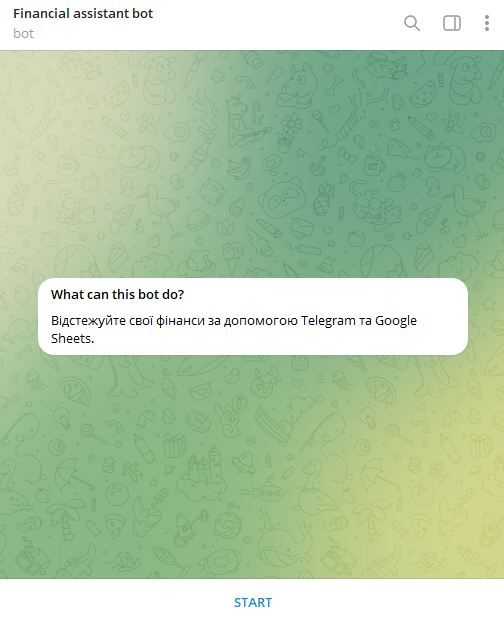 Financial assistant bot
bot
What can this bot do?
Відстежуйте свої фінанси за допомогою Telegram та Google
Sheets.
START